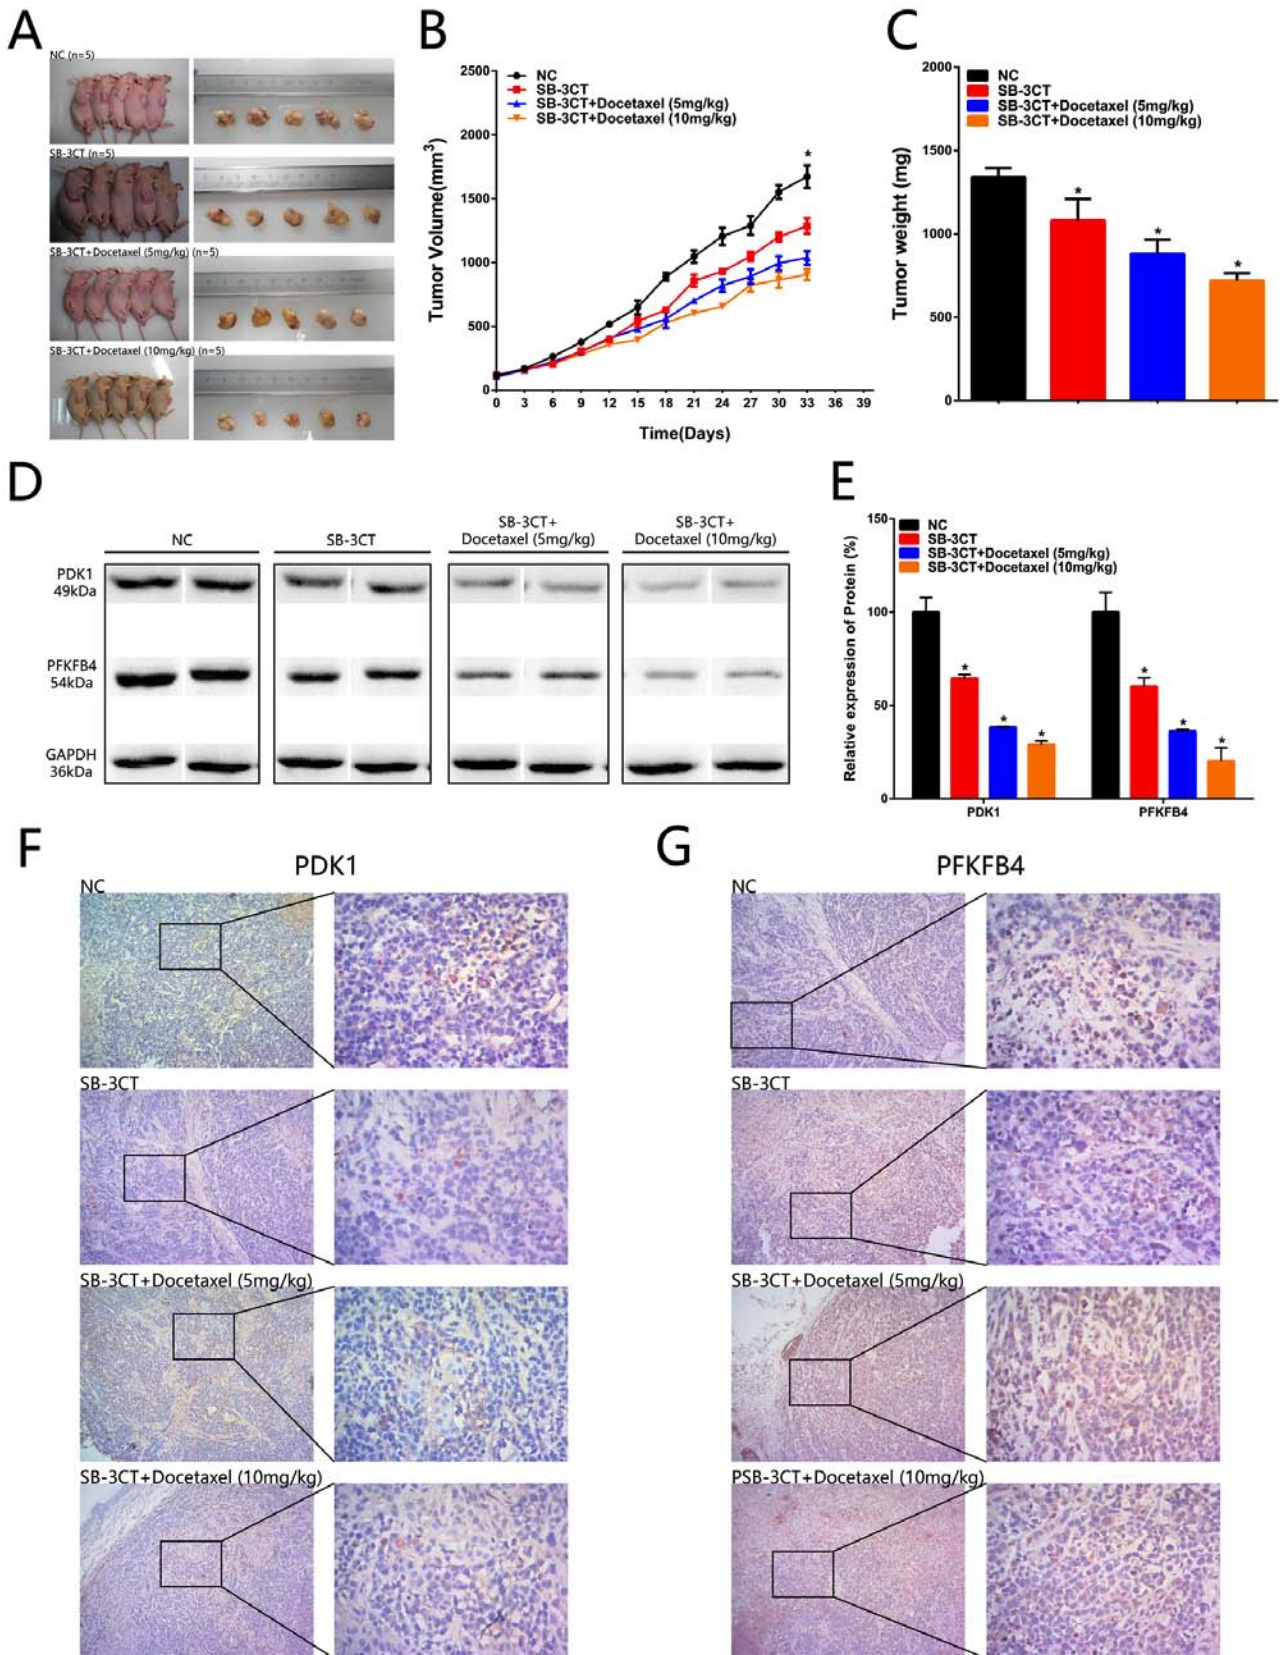 A
NC (n=5)
SB-3CT (n=5)
SB-3CT+Docetaxel (5mg/kg) (n=5)
SB-3CT+Docetaxel (10mg/kg) (n=5)
B
2500
2000
1500
1000
500
0
Tumor Volume(mm³)
NC
SB-3CT
SB-3CT+Docetaxel (5mg/kg)
SB-3CT+Docetaxel (10mg/kg)
*
0 3 6 9 12 15 18 21 24 27 30 33 36 39
Time(Days)
C
2000
1500
1000
500
0
Tumor weight (mg)
NC
SB-3CT
SB-3CT+Docetaxel (5mg/kg)
SB-3CT+Docetaxel (10mg/kg)
* * *
D
NC
SB-3CT
SB-3CT+
Docetaxel (5mg/kg)
SB-3CT+
Docetaxel (10mg/kg)
PDK1
49kDa
PFKFB4
54kDa
GAPDH
36kDa
E
150
100
50
0
Relative expression of Protein (%)
NC
SB-3CT
SB-3CT+Docetaxel (5mg/kg)
SB-3CT+Docetaxel (10mg/kg)
* * * * * *
PDK1 PFKFB4
F
PDK1
NC
SB-3CT
SB-3CT+Docetaxel (5mg/kg)
SB-3CT+Docetaxel (10mg/kg)
G
PFKFB4
NC
SB-3CT
SB-3CT+Docetaxel (5mg/kg)
PSB-3CT+Docetaxel (10mg/kg)